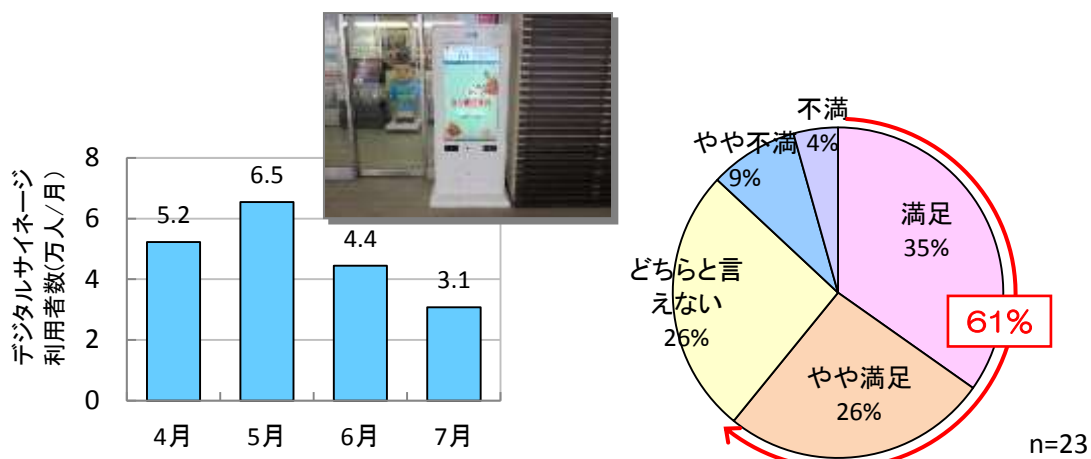 デジタルサイネージ
利用者数(万人/月)
8
6
4
2
0
5.2
6.5
4.4
3.1
4月
5月
6月
7月
不満
4%
やや不満
9%
満足
35%
どちらと言
えない
26%
61%
やや満足
26%
n=23